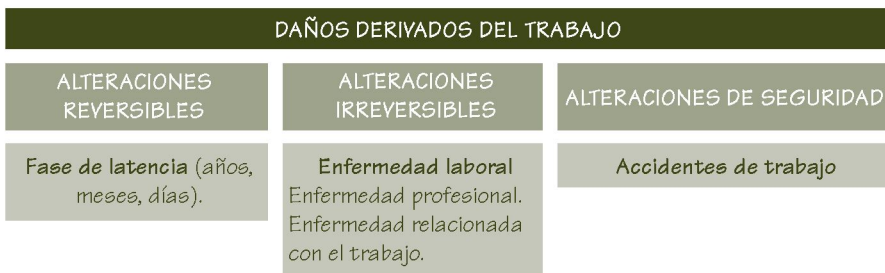 DAÑOS DERIVADOS DEL TRABAJO
ALTERACIONES
REVERSIBLES
Fase de latencia (años,
meses, días).
ALTERACIONES
IRREVERSIBLES
Enfermedad laboral
Enfermedad profesional.
Enfermedad relacionada
con el trabajo.
ALTERACIONES DE SEGURIDAD
Accidentes de trabajo